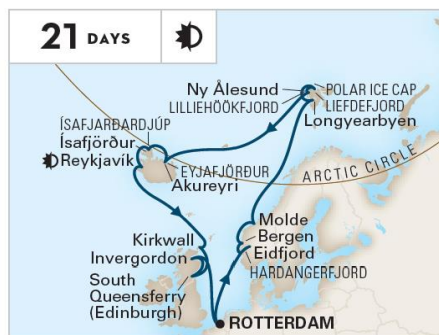 21 DAYS
Ny Ålesund
LILLIEHÖÖKFJORD
POLAR ICE CAP
LIEFDEFJORD
Longyearbyen
ÍSAFJARÐARDJÚP
Ísafjörður
Reykjavík
EYJAFJÖRÐUR
Akureyri
ARCTIC CIRCLE
Molde
Bergen
Eidfjord
HARDANGERFJORD
Kirkwall
Invergordon
South
Queensferry
(Edinburgh)
ROTTERDAM